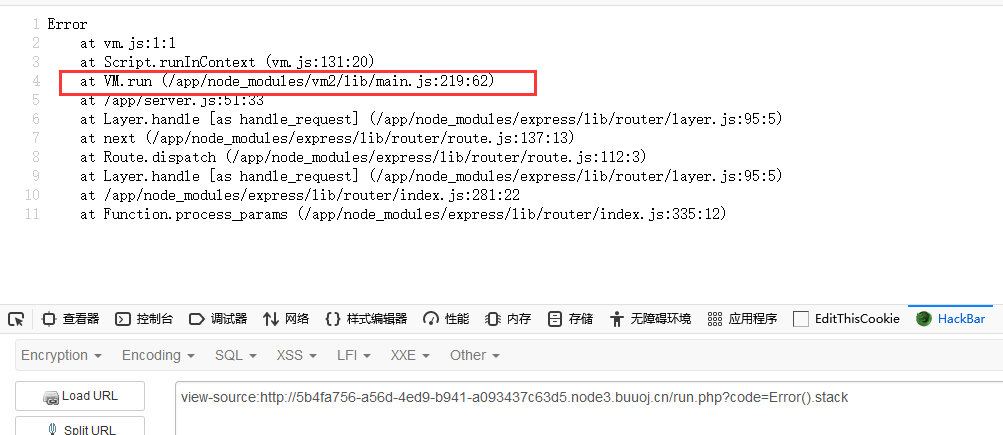 1 Error
2 at vm.js:1:1
3 at Script.runInContext (vm.js:131:20)
4 at VM.run (/app/node_modules/vm2/lib/main.js:219:62)
5 at /app/server.js:51:33
6 at Layer.handle [as handle_request] (/app/node_modules/express/lib/router/layer.js:95:5)
7 at next (/app/node_modules/express/lib/router/route.js:137:13)
8 at Route.dispatch (/app/node_modules/express/lib/router/route.js:112:3)
9 at Layer.handle [as handle_request] (/app/node_modules/express/lib/router/layer.js:95:5)
10 at /app/node_modules/express/lib/router/index.js:281:22
11 at Function.process_params (/app/node_modules/express/lib/router/index.js:335:12)
查看器 控制台 调试器 网络 样式编辑器 性能 内存 存储 无障碍环境 应用程序 EditThisCookie HackBar
Encryption Encoding SQL XSS LFI XXE Other
Load URL
view-source:http://5b4fa756-a56d-4ed9-b941-a093437c63d5.node3.buuoj.cn/run.php?code=Error().stack
Split URL